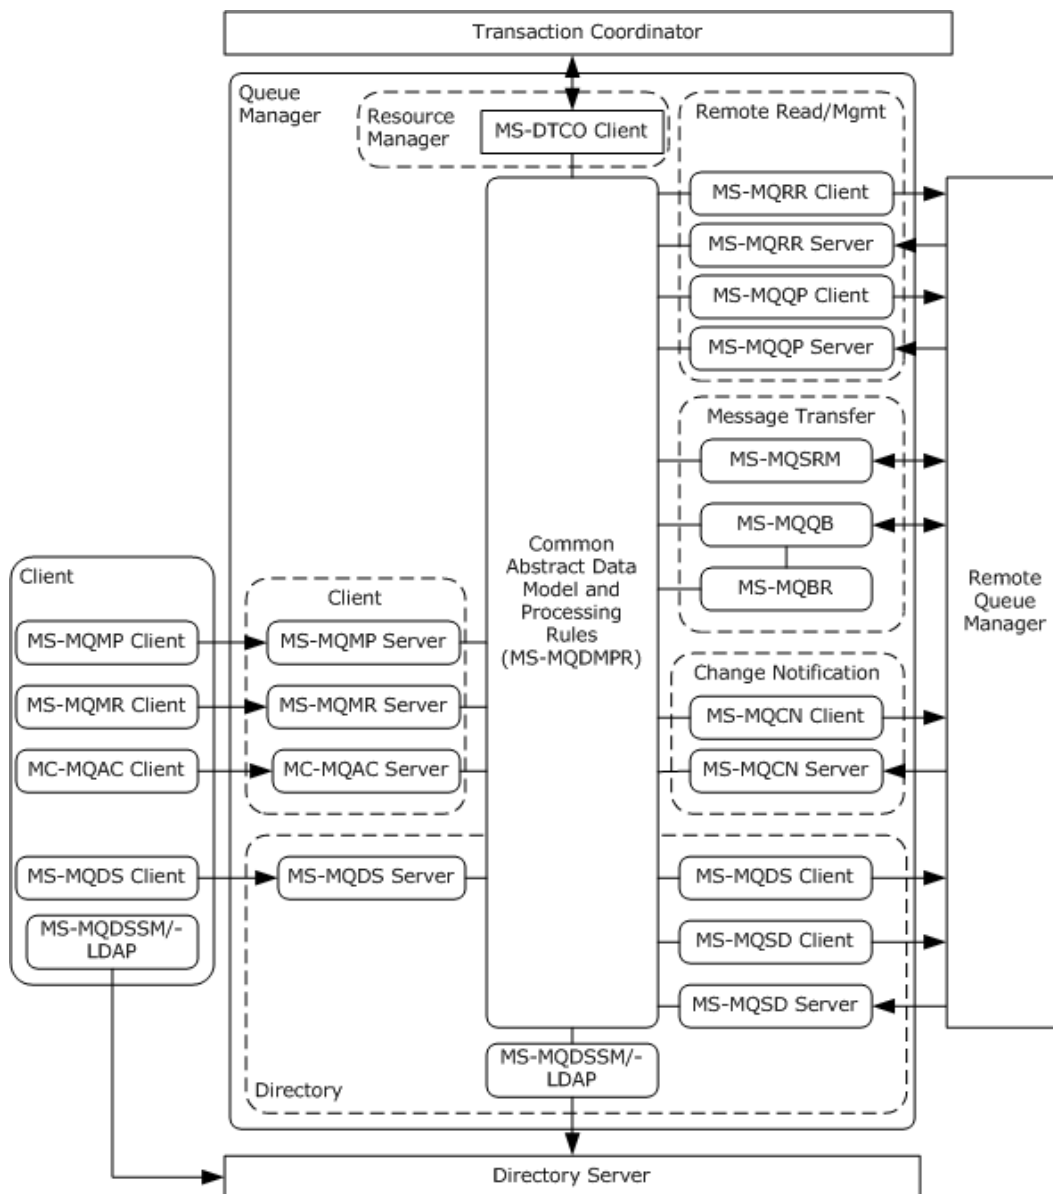 Transaction Coordinator
Queue
Manager
Resource
Manager
MS-DTCO Client
Remote Read/Mgmt
MS-MQRR Client
MS-MQRR Server
MS-MQQP Client
MS-MQQP Server
Message Transfer
MS-MQSRM
MS-MQQB
MS-MQBR
Common
Abstract Data
Model and
Processing
Rules
(MS-MQDMPR)
Remote
Queue
Manager
Client
MS-MQMP Client
MS-MQMR Client
MC-MQAC Client
MS-MQDS Client
MS-MQDSSM/-
LDAP
Client
MS-MQMP Server
MS-MQMR Server
MC-MQAC Server
Change Notification
MS-MQCN Client
MS-MQCN Server
MS-MQDS Server
MS-MQDS Client
MS-MQSD Client
MS-MQSD Server
MS-MQDSSM/-
LDAP
Directory
Directory Server